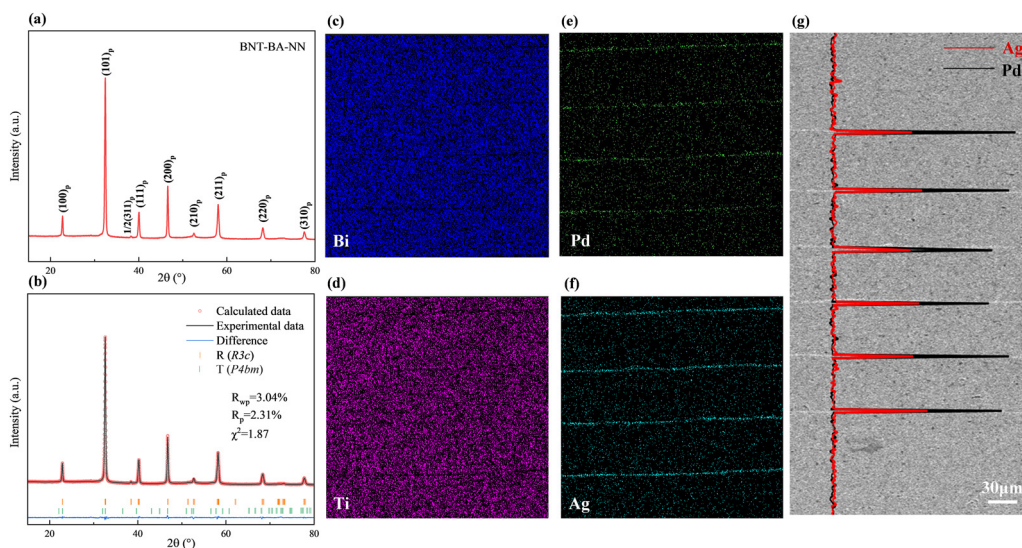 (a)
BNT-BA-NN
(100)p
(101)p
1/2(311)p
(111)p
(200)p
(210)p
(211)p
(220)p
(310)p
Intensity (a.u.)
20 40 60 80
2θ (°)
(b)
Calculated data
Experimental data
Difference
R (R3c)
T (P4bm)
Rwp=3.04%
Rp=2.31%
χ²=1.87
Intensity (a.u.)
20 40 60 80
2θ (°)
(c)
Bi
(d)
Ti
(e)
Pd
(f)
Ag
(g)
Ag
Pd
30μm